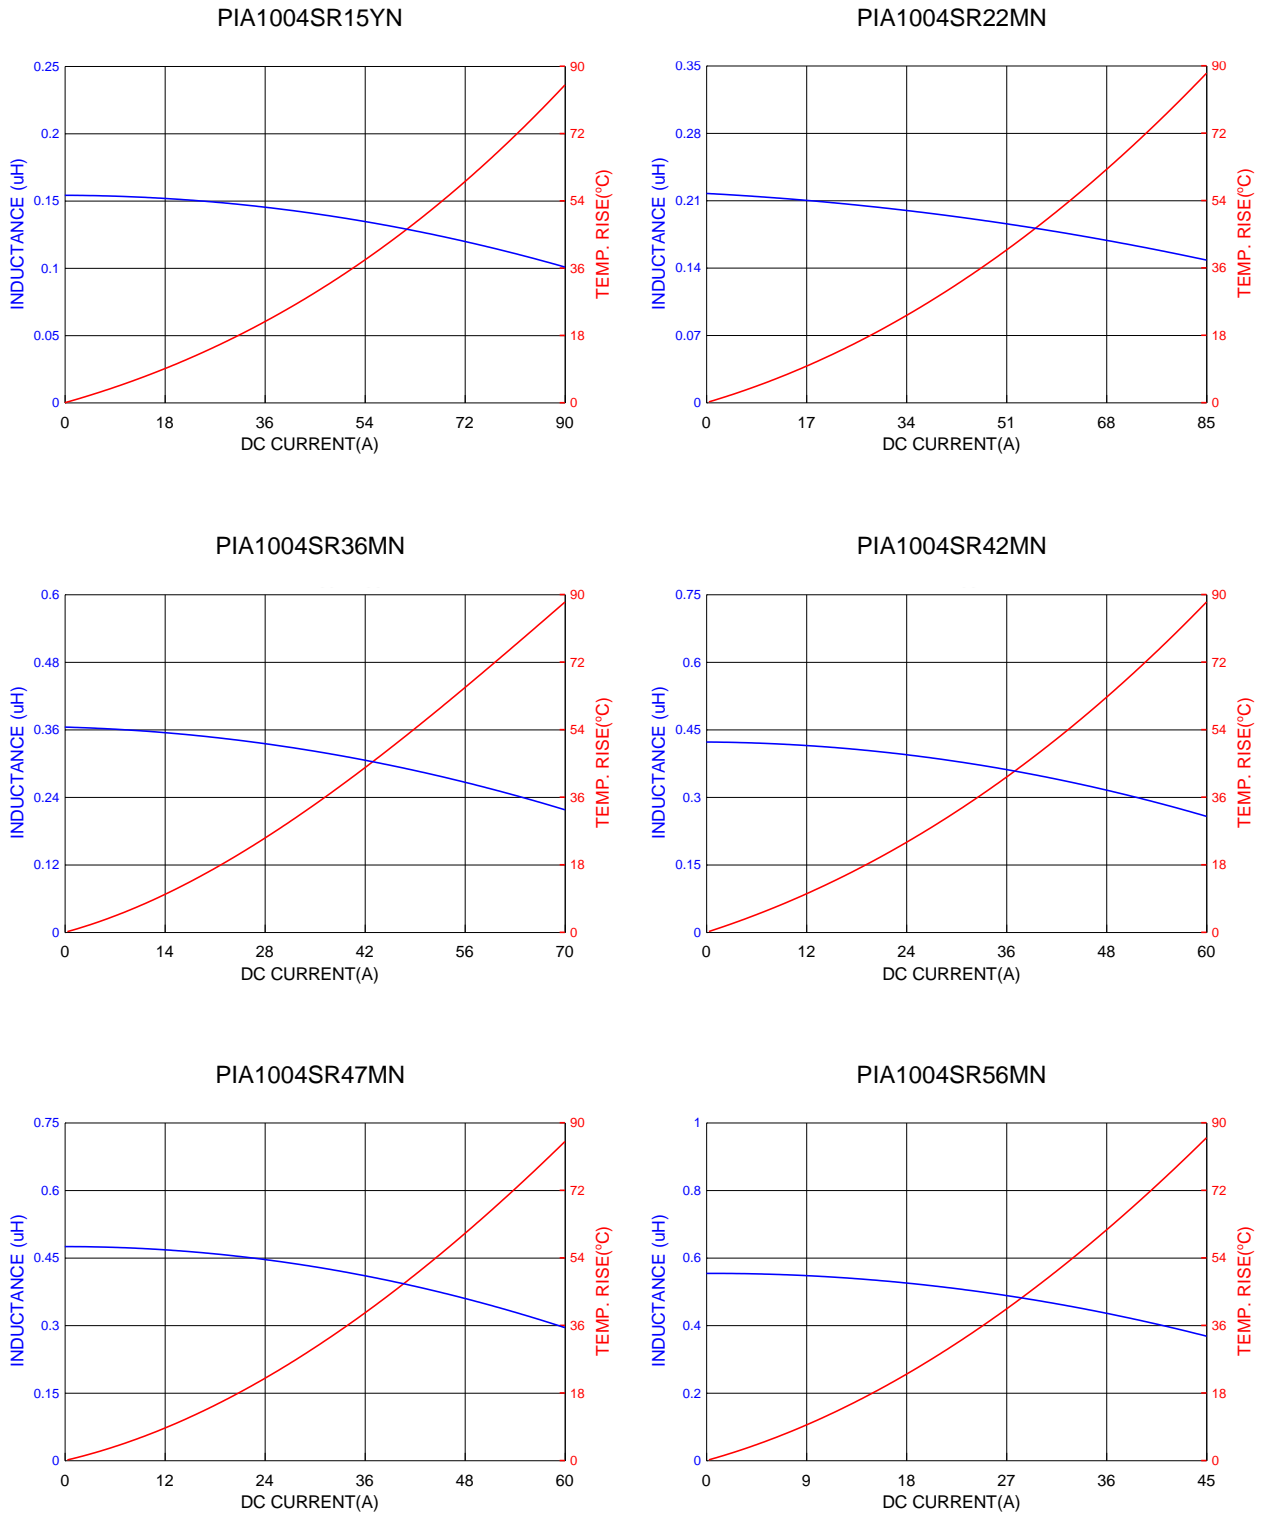 PIA1004SR15YN
INDUCTANCE (uH)
0.25
0.2
0.15
0.1
0.05
0
90
72
54
36
18
0
TEMP. RISE(ºC)
0 18 36 54 72 90
DC CURRENT(A)
PIA1004SR22MN
INDUCTANCE (uH)
0.35
0.28
0.21
0.14
0.07
0
90
72
54
36
18
0
TEMP. RISE(ºC)
0 17 34 51 68 85
DC CURRENT(A)
PIA1004SR36MN
INDUCTANCE (uH)
0.6
0.48
0.36
0.24
0.12
0
90
72
54
36
18
0
TEMP. RISE(ºC)
0 14 28 42 56 70
DC CURRENT(A)
PIA1004SR42MN
INDUCTANCE (uH)
0.75
0.6
0.45
0.3
0.15
0
90
72
54
36
18
0
TEMP. RISE(ºC)
0 12 24 36 48 60
DC CURRENT(A)
PIA1004SR47MN
INDUCTANCE (uH)
0.75
0.6
0.45
0.3
0.15
0
90
72
54
36
18
0
TEMP. RISE(ºC)
0 12 24 36 48 60
DC CURRENT(A)
PIA1004SR56MN
INDUCTANCE (uH)
1
0.8
0.6
0.4
0.2
0
90
72
54
36
18
0
TEMP. RISE(ºC)
0 9 18 27 36 45
DC CURRENT(A)